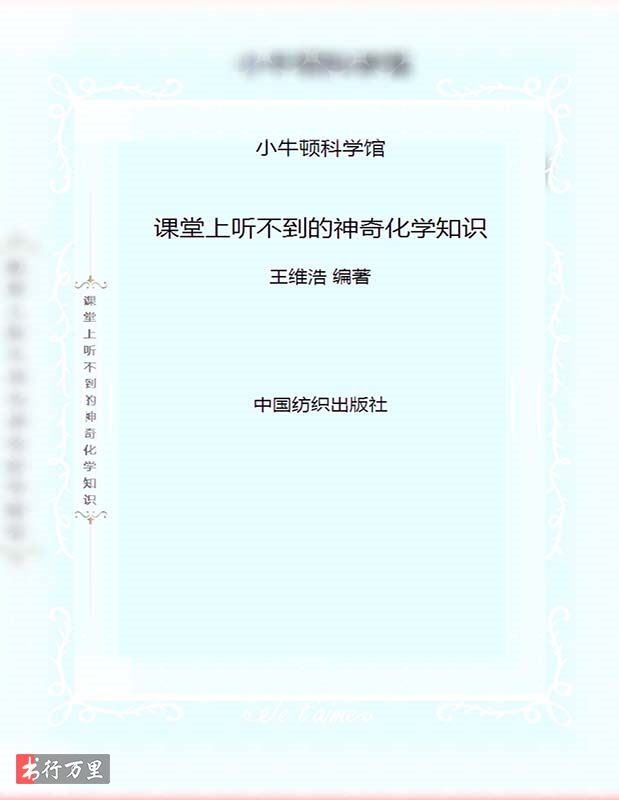 小牛顿科学馆
课堂上听不到的神奇化学知识
王维浩 编著
中国纺织出版社
课堂上听不到的神奇化学知识
Je t'aime
书行万里